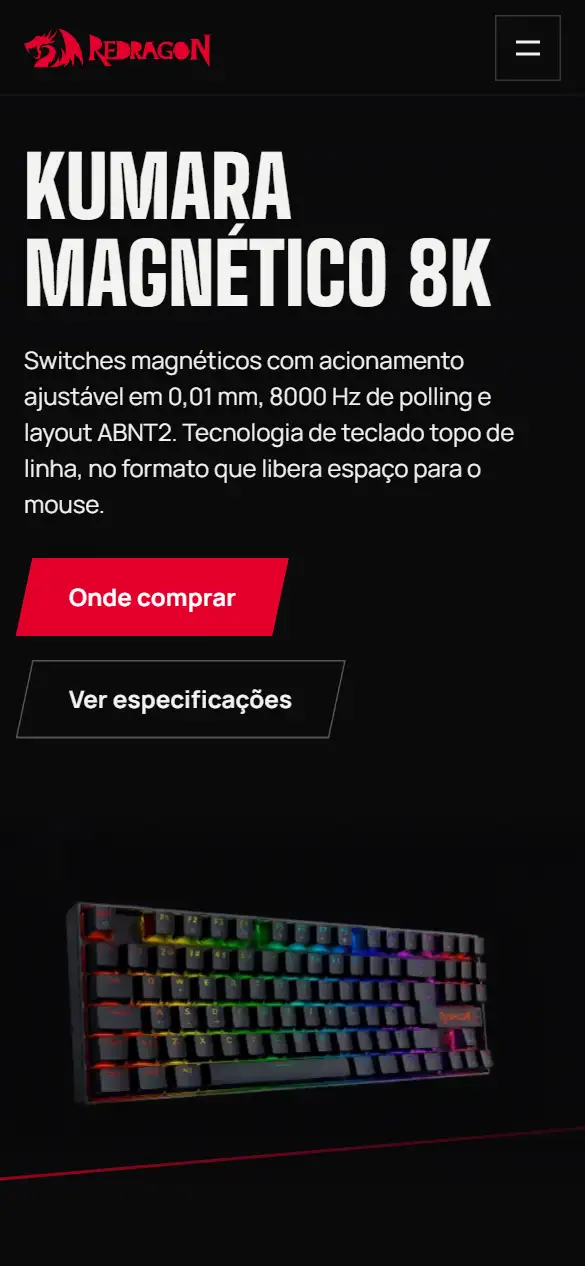 REDRAGON
KUMARA
MAGNÉTICO 8K
Switches magnéticos com acionamento
ajustável em 0,01 mm, 8000 Hz de polling e
layout ABNT2. Tecnologia de teclado topo de
linha, no formato que libera espaço para o
mouse.
Onde comprar
Ver especificações